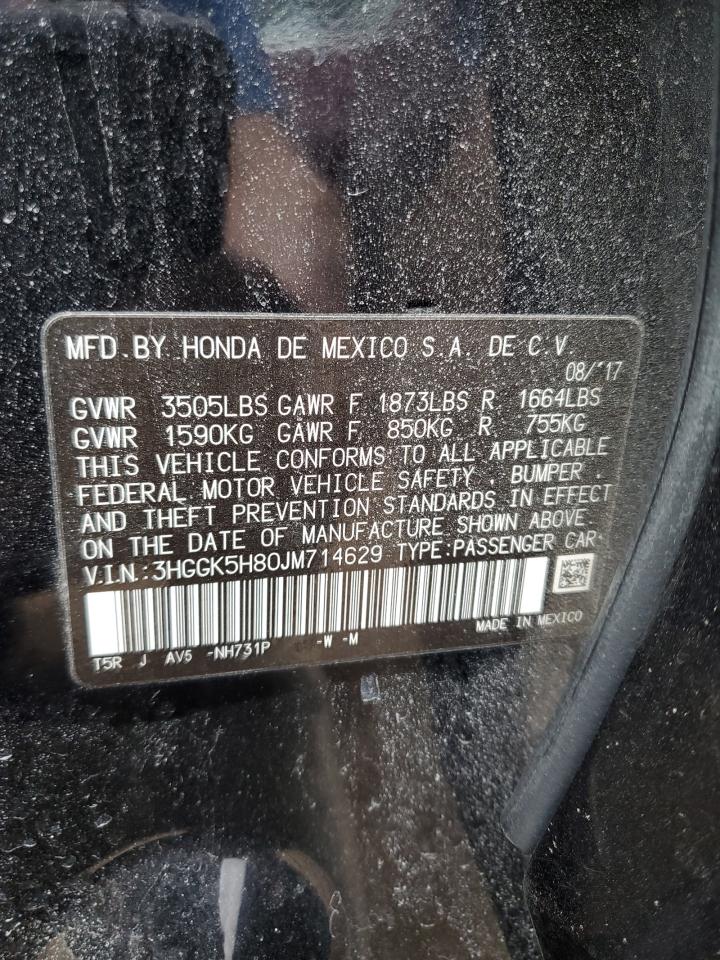 MFD.BY HONDA DE MEXICO S.A. DE C.V.
08/'17
GVWR 3505LBS GAWR F 1873LBS R 1664LBS
GVWR 1590KG GAWR F 850KG R 755KG
THIS VEHICLE CONFORMS TO ALL APPLICABLE
FEDERAL MOTOR VEHICLE SAFETY , BUMPER ,
AND THEFT PREVENTION STANDARDS IN EFFECT
ON THE DATE OF MANUFACTURE SHOWN ABOVE.
V.I.N.:3HGGK5H80JM714629 TYPE:PASSENGER CAR
MADE IN MEXICO
T5R J AV5 -NH731P -W -M